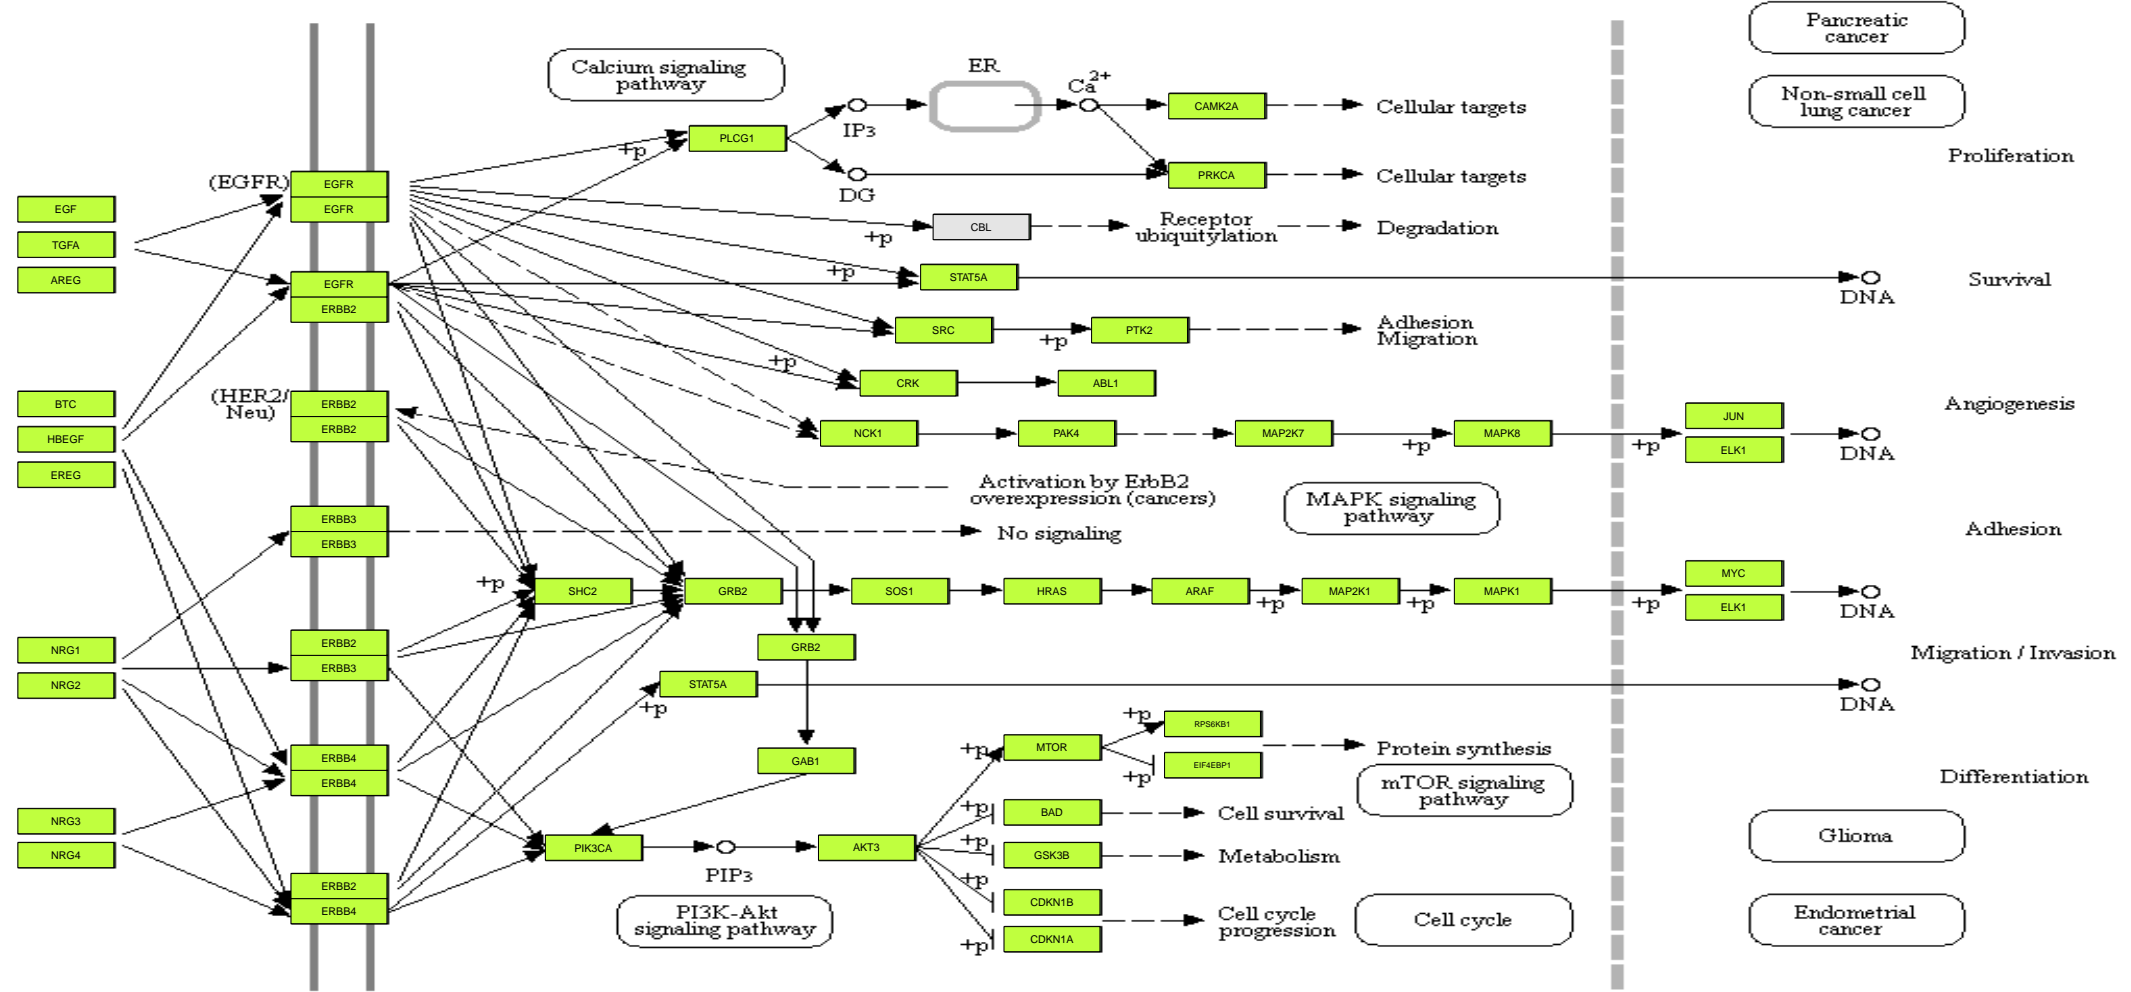 Pancreatic
cancer
Calcium signaling
pathway
ER
Ca2+
CAMK2A
Cellular targets
Non-small cell
lung cancer
IP3
PLCG1
+p
Proliferation
(EGFR)
EGFR
EGFR
DG
PRKCA
Cellular targets
EGF
TGFA
AREG
CBL
+p
Receptor
ubiquitylation
Degradation
EGFR
ERBB2
+p
STAT5A
DNA
Survival
SRC
+p
PTK2
Adhesion
Migration
+p
CRK
ABL1
BTC
HBEGF
EREG
(HER2/
Neu)
ERBB2
ERBB2
NCK1
PAK4
MAP2K7
+p
MAPK8
+p
JUN
ELK1
DNA
Angiogenesis
Activation by ErbB2
overexpression (cancers)
MAPK signaling
pathway
ERBB3
ERBB3
No signaling
Adhesion
+p
SHC2
GRB2
SOS1
HRAS
ARAF
+p
MAP2K1
+p
MAPK1
+p
MYC
ELK1
DNA
NRG1
NRG2
ERBB2
ERBB3
GRB2
Migration / Invasion
STAT5A
+p
DNA
ERBB4
ERBB4
GAB1
+p
MTOR
+p
RPS6KB1
+p
EIF4EBP1
Protein synthesis
mTOR signaling
pathway
Differentiation
NRG3
NRG4
PIK3CA
PIP3
AKT3
+p
BAD
Cell survival
+p
GSK3B
Metabolism
Glioma
ERBB2
ERBB4
PI3K-Akt
signaling pathway
+p
CDKN1B
+p
CDKN1A
Cell cycle
progression
Cell cycle
Endometrial
cancer